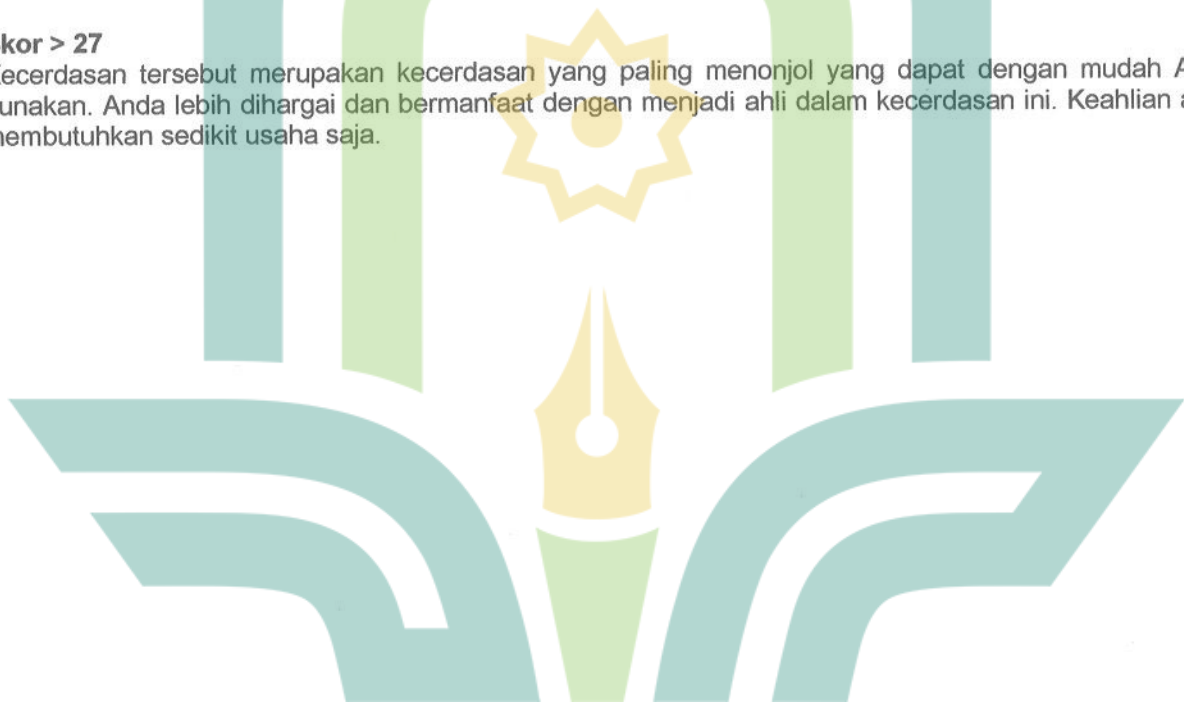 kor > 27
ecerdasan tersebut merupakan kecerdasan yang paling menonjol yang dapat dengan mudah A
unakan. Anda lebih dihargai dan bermanfaat dengan menjadi ahli dalam kecerdasan ini. Keahlian a
embutuhkan sedikit usaha saja.